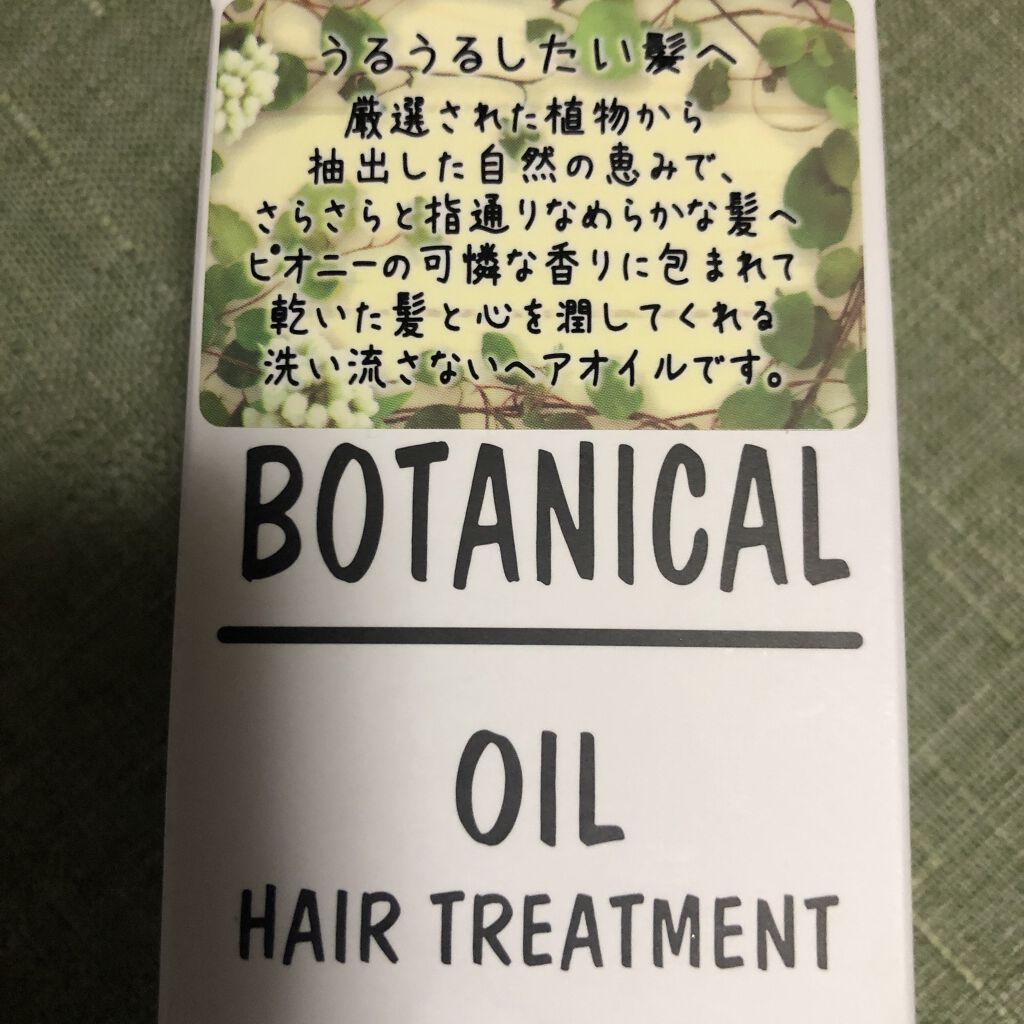 うるうるしたい髪へ
厳選された植物から
抽出した自然の恵みで、
さらさらと指通りなめらかな髪へ
ピオニーの可憐な香りに包まれて
乾いた髪と心を潤してくれる
洗い流さないヘアオイルです。
BOTANICAL
OIL
HAIR TREATMENT